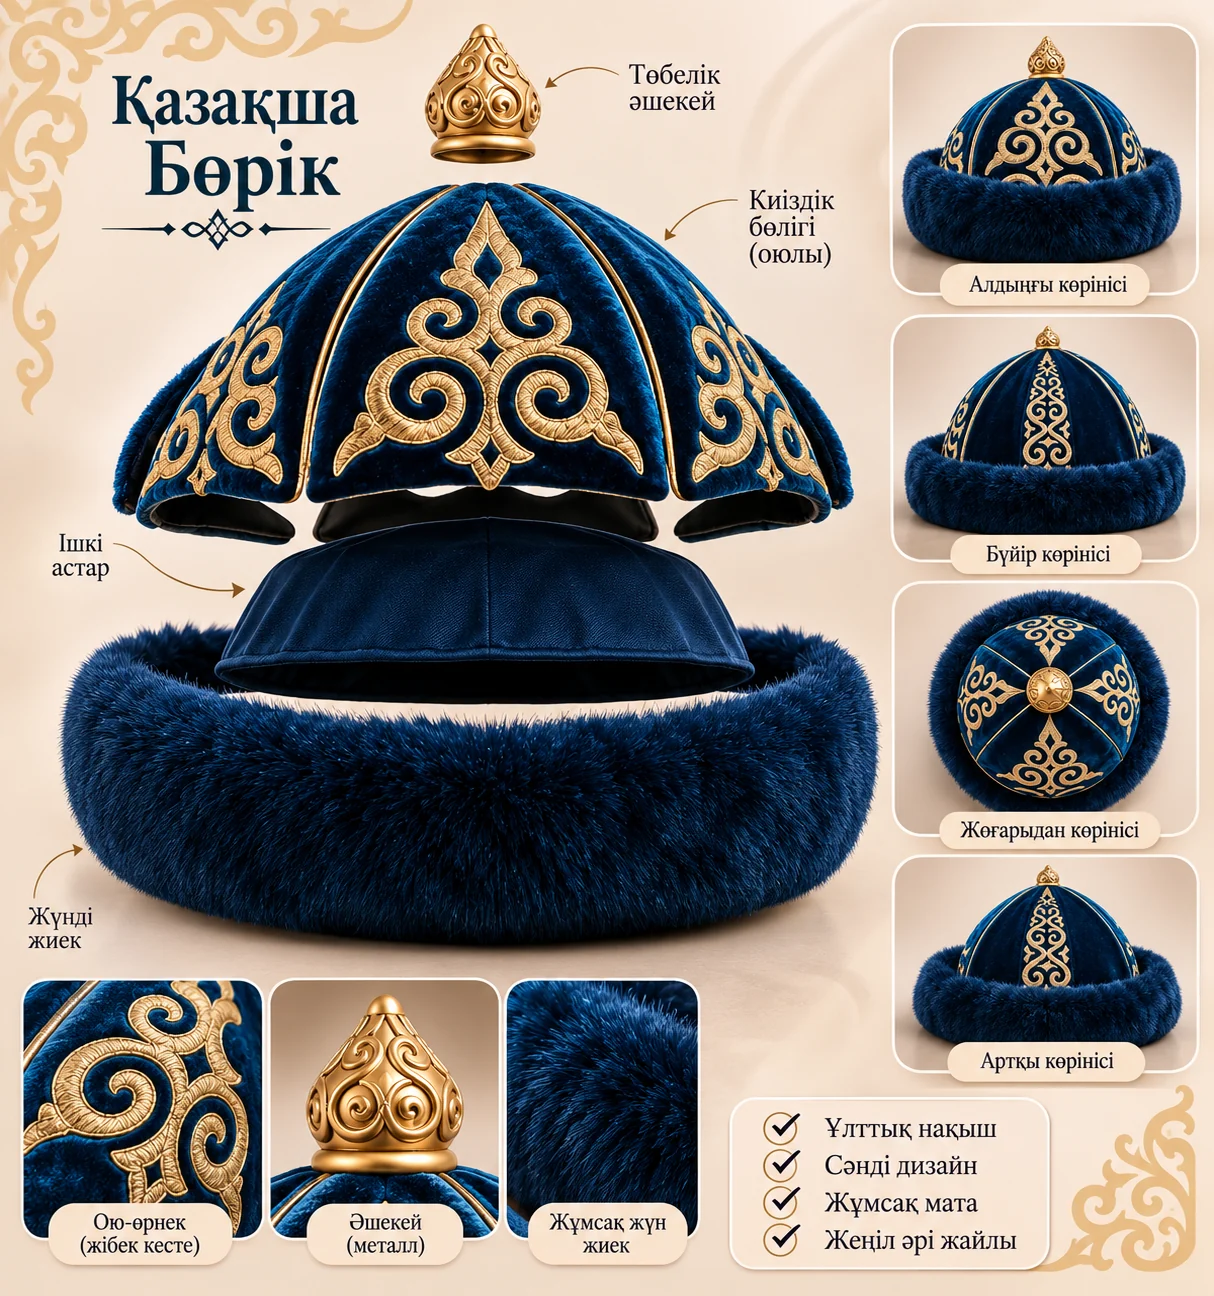 Қазақша
Бөрік
Төбелік
әшекей
Киіздік
бөлігі
(оюлы)
Ішкі
астар
Жүнді
жиек
Алдыңғы көрінісі
Бүйір көрінісі
Жөғарыдан көрінісі
Артқы көрінісі
Ою-өрнек
(жібек кесте)
Әшекей
(металл)
Жұмсақ жүн
жиек
Ұлттық нақыш
Сәнді дизайн
Жұмсақ мата
Жеңіл әрі жайлы